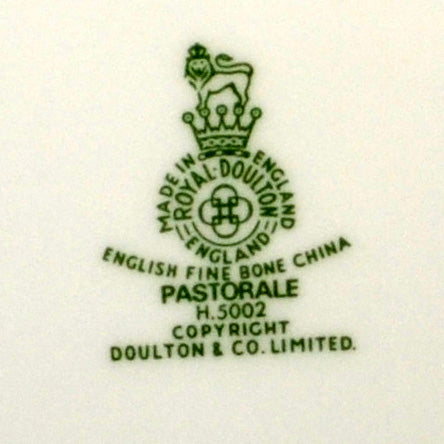 MADE IN ENGLAND
ROYAL·DOULTON
ENGLAND
ENGLISH FINE BONE CHINA
PASTORALE
H.5002
COPYRIGHT
DOULTON & CO. LIMITED.